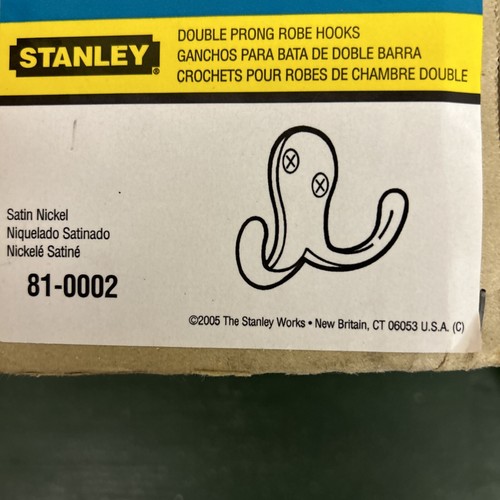 STANLEY®
DOUBLE PRONG ROBE HOOKS
GANCHOS PARA BATA DE DOBLE BARRA
CROCHETS POUR ROBES DE CHAMBRE DOUBLE
Satin Nickel
Niquelado Satinado
Nickelé Satiné
81-0002
©2005 The Stanley Works • New Britain, CT 06053 U.S.A. (C)